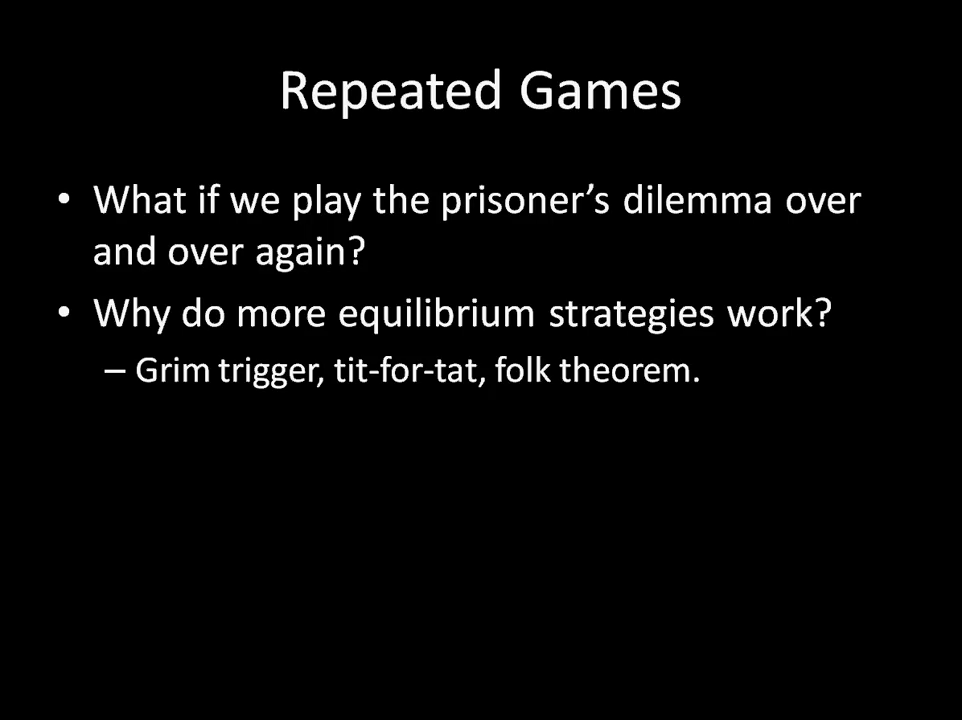 Repeated Games
• What if we play the prisoner’s dilemma over
and over again?
• Why do more equilibrium strategies work?
– Grim trigger, tit-for-tat, folk theorem.